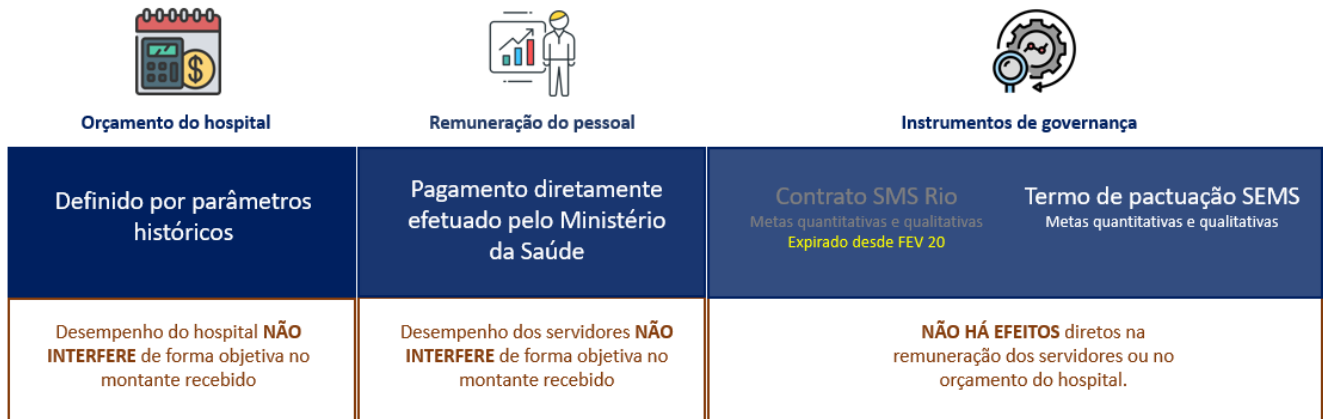 Orçamento do hospital
Remuneração do pessoal
Instrumentos de governança
Definido por parâmetros
históricos
Pagamento diretamente
efetuado pelo Ministério
da Saúde
Contrato SMS Rio
Metas quantitativas e qualitativas
Expirado desde FEV 20
Termo de pactuação SEMS
Metas quantitativas e qualitativas
Desempenho do hospital NÃO
INTERFERE de forma objetiva no
montante recebido
Desempenho dos servidores NÃO
INTERFERE de forma objetiva no
montante recebido
NÃO HÁ EFEITOS diretos na
remuneração dos servidores ou no
orçamento do hospital.